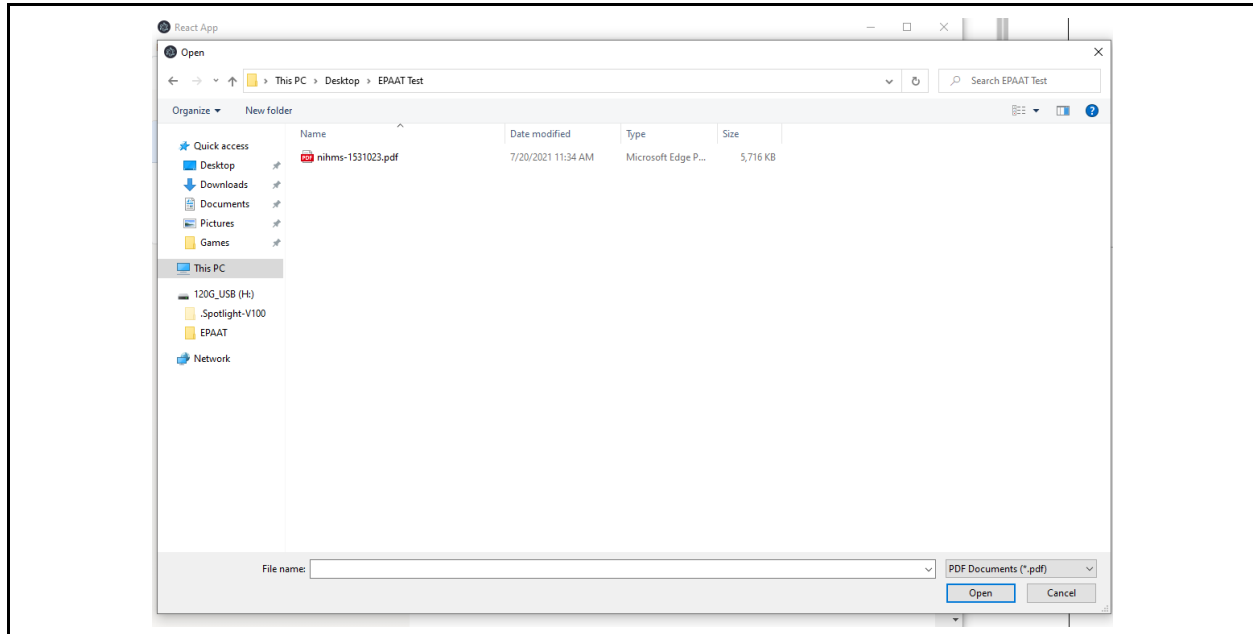 React App
Open
This PC > Desktop > EPAAT Test
Search EPAAT Test
Organize
New folder
Name Date modified Type Size
Quick access
Desktop
Downloads
Documents
Pictures
Games
This PC
120G_USB (H:)
.Spotlight-V100
EPAAT
Network
PDF nihms-1531023.pdf 7/20/2021 11:34 AM Microsoft Edge P... 5,716 KB
File name:
PDF Documents (*.pdf)
Open Cancel